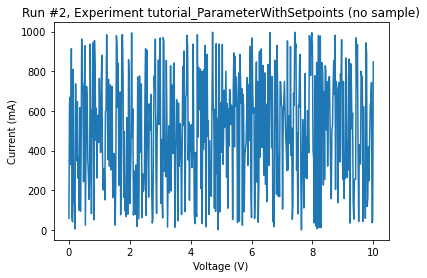 Run #2, Experiment tutorial_ParameterWithSetpoints (no sample)
1000
800
600
400
200
0
Current (mA)
0 2 4 6 8 10
Voltage (V)